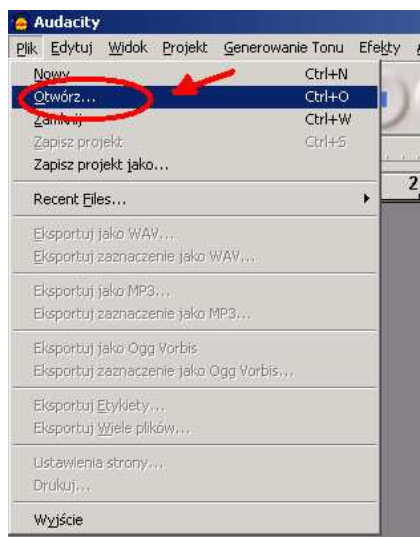 Audacity
Plik Edytuj Widok Projekt Generowanie Tonu Efekty
Nowy Ctrl+N
Otwórz... Ctrl+O
Zamknij Ctrl+W
Zapisz projekt Ctrl+S
Zapisz projekt jako...
Recent Files...
2
Eksportuj jako WAV...
Eksportuj zaznaczenie jako WAV...
Eksportuj jako MP3...
Eksportuj zaznaczenie jako MP3...
Eksportuj jako Ogg Vorbis
Eksportuj zaznaczenie jako Ogg Vorbis...
Eksportuj Etykiety...
Eksportuj Wiele plików...
Ustawienia strony...
Drukuj...
Wyjście